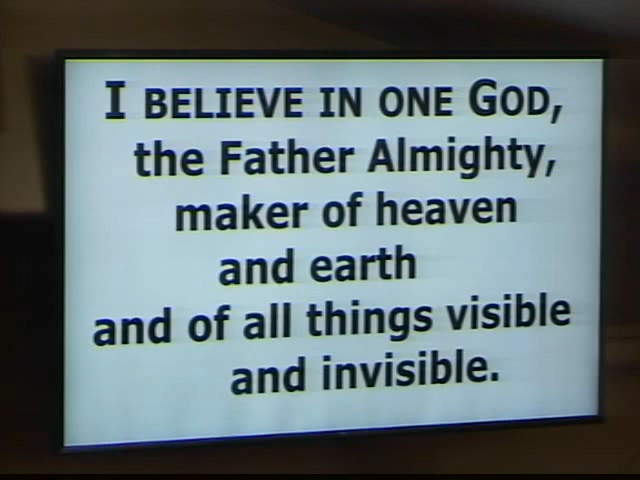 I BELIEVE IN ONE GOD,
the Father Almighty,
maker of heaven
and earth
and of all things visible
and invisible.